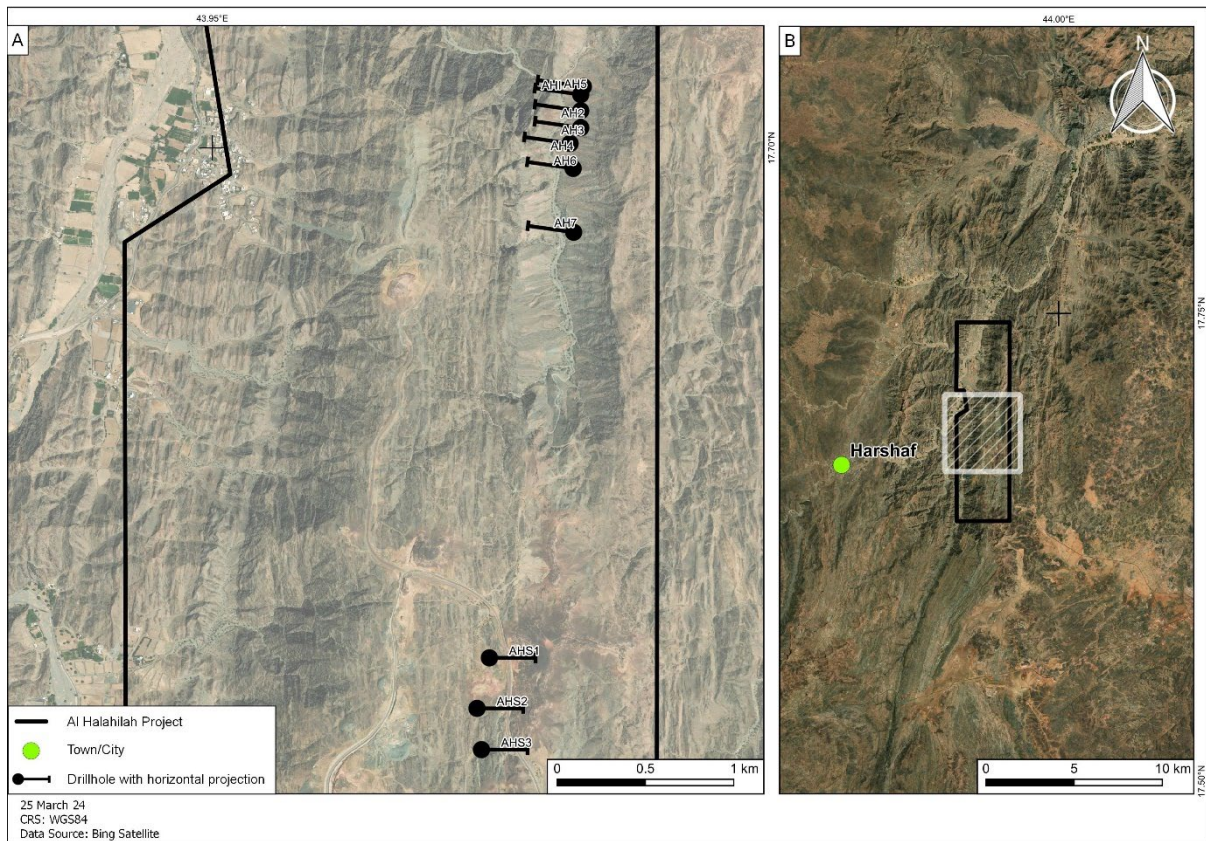 43.95°E
44.00°E
A
B
N
AHI
AH5
AH2
AH3
AH4
AH6
AH7
17.70°N
17.75°N
Harshaf
AHS1
AHS2
AHS3
Al Halahilah Project
Town/City
Drillhole with horizontal projection
0 0.5 1 km
0 5 10 km
17.50°N
25 March 24
CRS: WGS84
Data Source: Bing Satellite